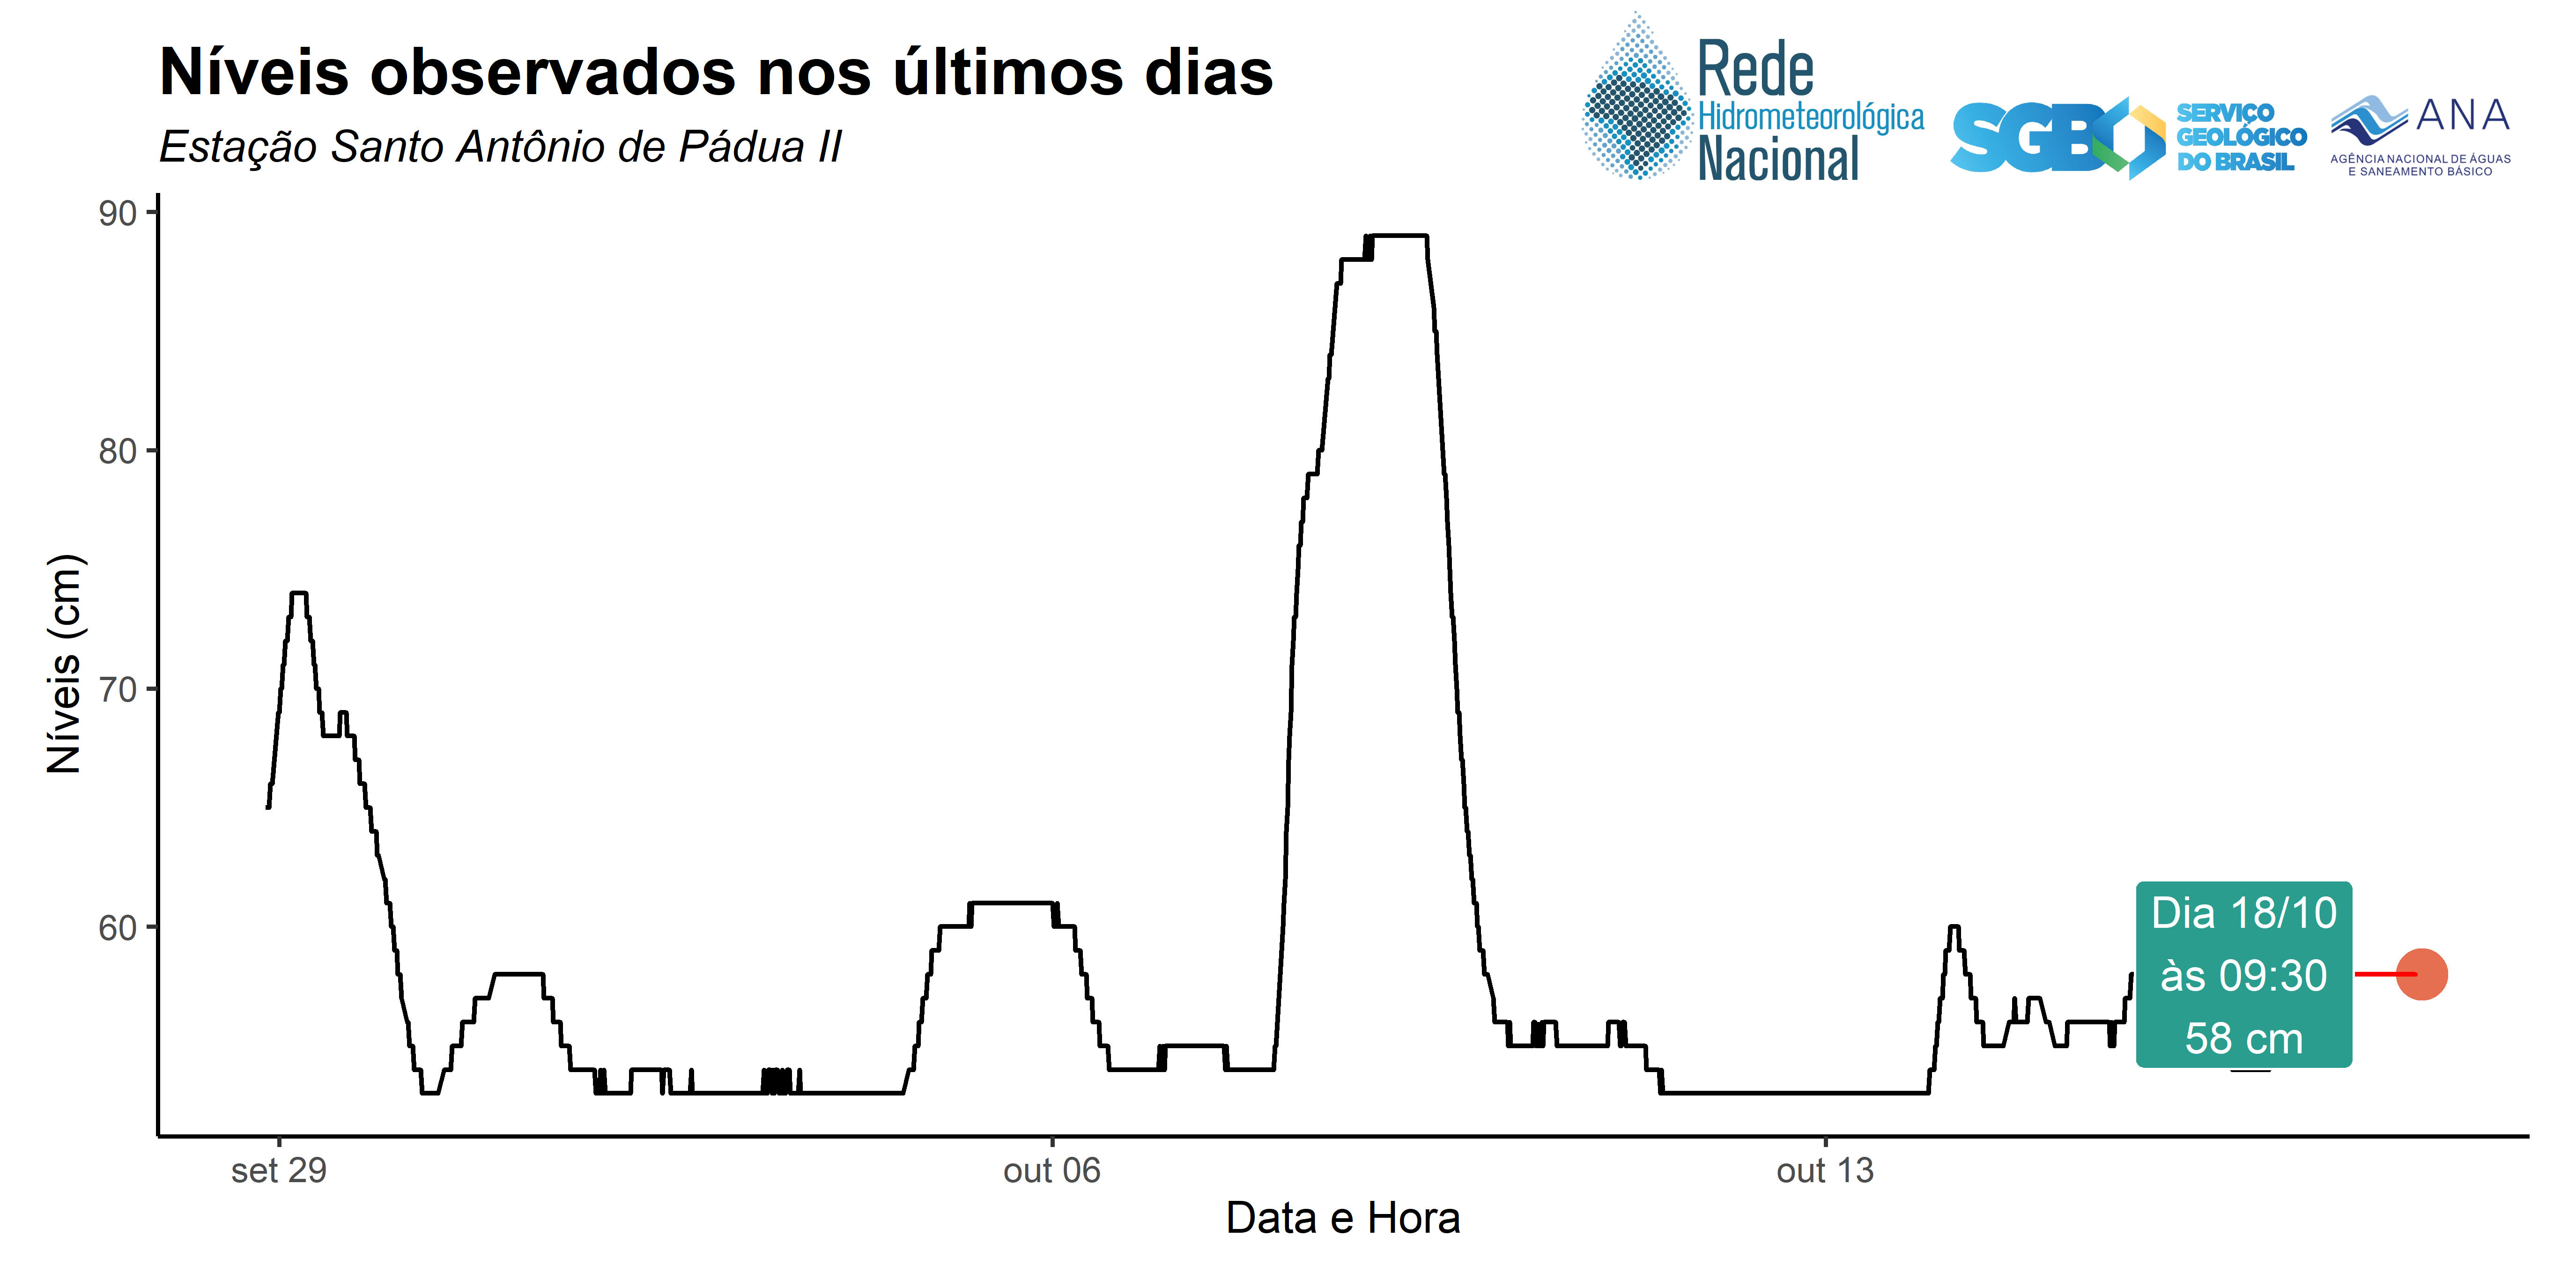 Níveis observados nos últimos dias
Estação Santo Antônio de Pádua II
Rede
Hidrometeorológica
Nacional
SGB
SERVIÇO
GEOLÓGICO
DO BRASIL
ANA
AGÊNCIA NACIONAL DE ÁGUAS
E SANEAMENTO BÁSICO
Níveis (cm)
90
80
70
60
Dia 18/10
às 09:30
58 cm
set 29
out 06
out 13
Data e Hora